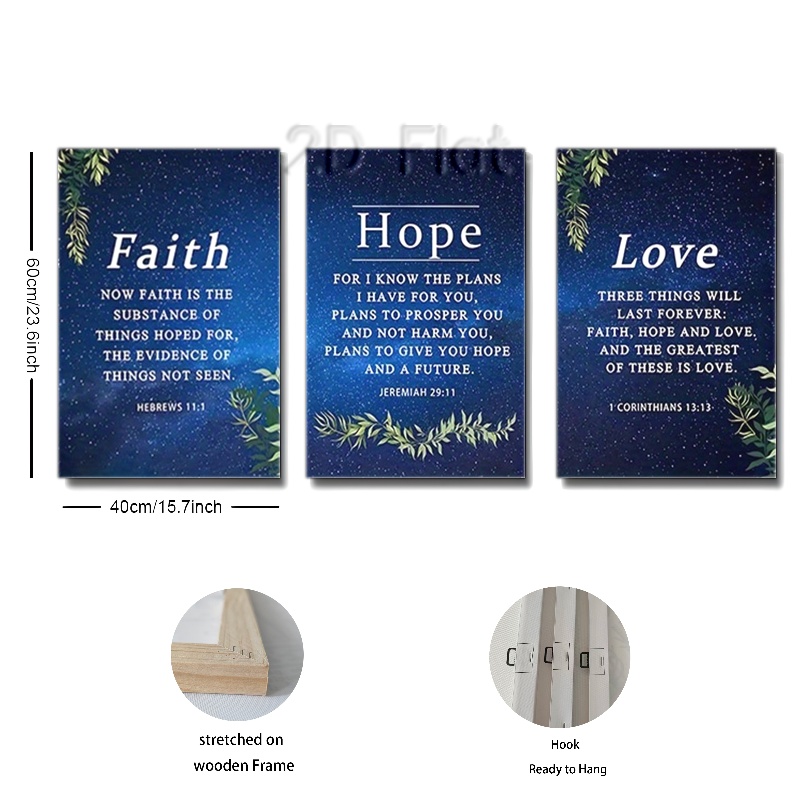 2D Flat
60cm/23.6inch
Faith
NOW FAITH IS THE
SUBSTANCE OF
THINGS HOPED FOR,
THE EVIDENCE OF
THINGS NOT SEEN.
HEBREWS 11:1
Hope
FOR I KNOW THE PLANS
I HAVE FOR YOU,
PLANS TO PROSPER YOU
AND NOT HARM YOU,
PLANS TO GIVE YOU HOPE
AND A FUTURE.
JEREMIAH 29:11
Love
THREE THINGS WILL
LAST FOREVER:
FAITH, HOPE AND LOVE.
AND THE GREATEST
OF THESE IS LOVE.
1 CORINTHIANS 13:13
40cm/15.7inch
stretched on
wooden Frame
Hook
Ready to Hang